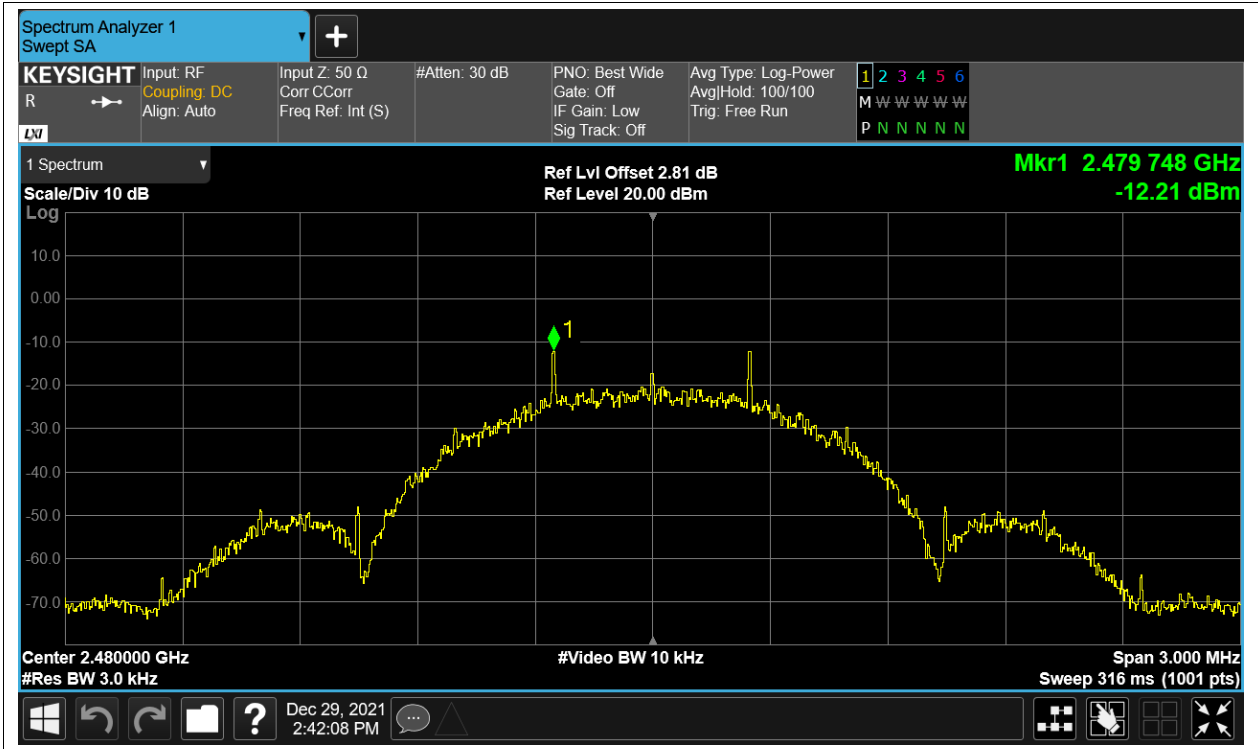 Spectrum Analyzer 1
Swept SA
+
KEYSIGHT
R
LXI
Input: RF
Coupling: DC
Align: Auto
Input Z: 50 Ω
Corr CCorr
Freq Ref: Int (S)
#Atten: 30 dB
PNO: Best Wide
Gate: Off
IF Gain: Low
Sig Track: Off
Avg Type: Log-Power
Avg|Hold: 100/100
Trig: Free Run
1 2 3 4 5 6
M W W W W W
P N N N N N
1 Spectrum
Scale/Div 10 dB
Log
Ref Lvl Offset 2.81 dB
Ref Level 20.00 dBm
Mkr1 2.479 748 GHz
-12.21 dBm
10.0
0.00
-10.0
-20.0
-30.0
-40.0
-50.0
-60.0
-70.0
1
Center 2.480000 GHz
#Res BW 3.0 kHz
#Video BW 10 kHz
Span 3.000 MHz
Sweep 316 ms (1001 pts)
?
Dec 29, 2021
2:42:08 PM